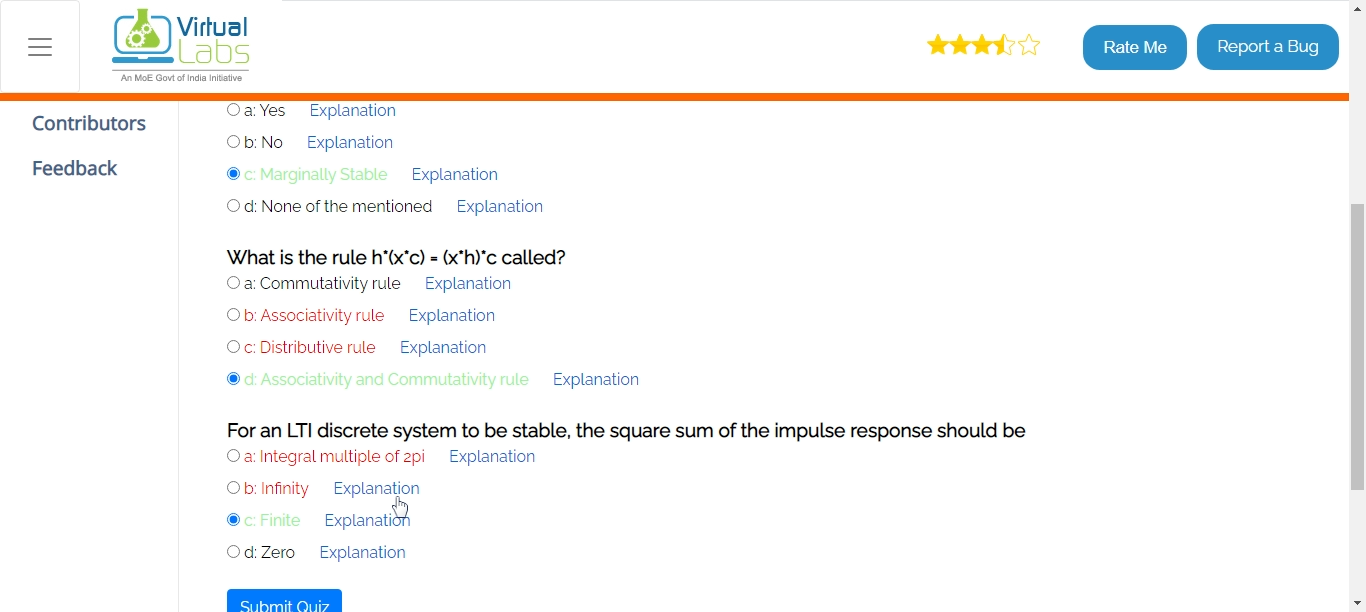 Virtual
Labs
An MoE Govt of India Initiative
Rate Me
Report a Bug
Contributors
Feedback
a: Yes Explanation
b: No Explanation
c: Marginally Stable Explanation
d: None of the mentioned Explanation
What is the rule h*(x*c) = (x*h)*c called?
a: Commutativity rule Explanation
b: Associativity rule Explanation
c: Distributive rule Explanation
d: Associativity and Commutativity rule Explanation
For an LTI discrete system to be stable, the square sum of the impulse response should be
a: Integral multiple of 2pi Explanation
b: Infinity Explanation
c: Finite Explanation
d: Zero Explanation
Submit Quiz